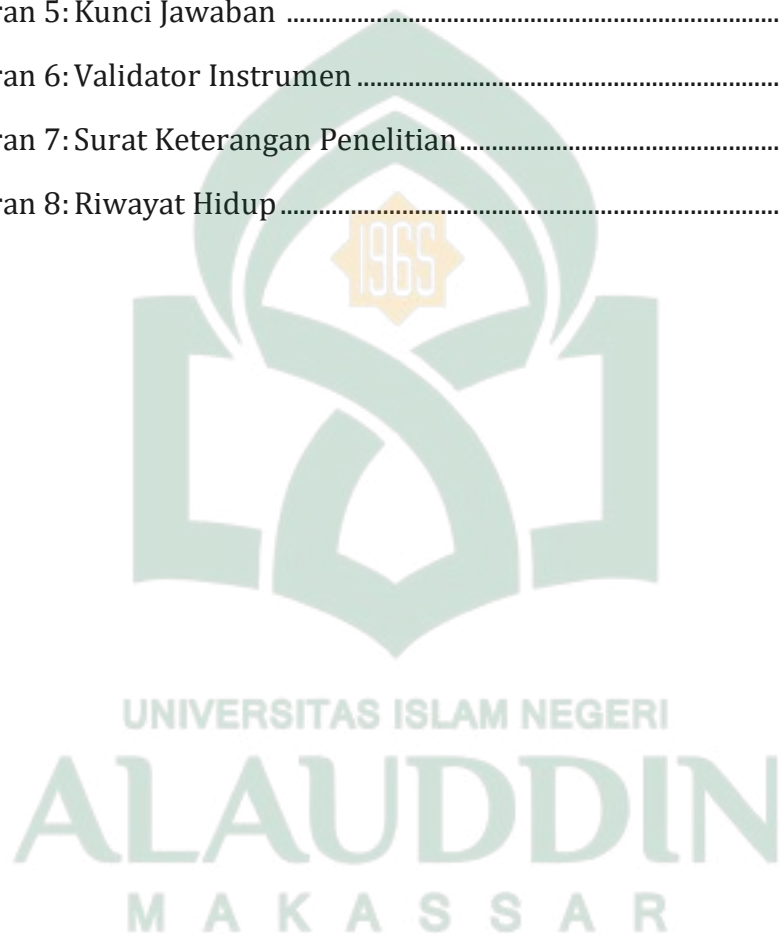 ran 5: Kunci Jawaban ................................................................................
ran 6: Validator Instrumen ................................................................................
ran 7: Surat Keterangan Penelitian ................................................................................
ran 8: Riwayat Hidup ................................................................................
1965
UNIVERSITAS ISLAM NEGERI
ALAUDDIN
MAKASSAR